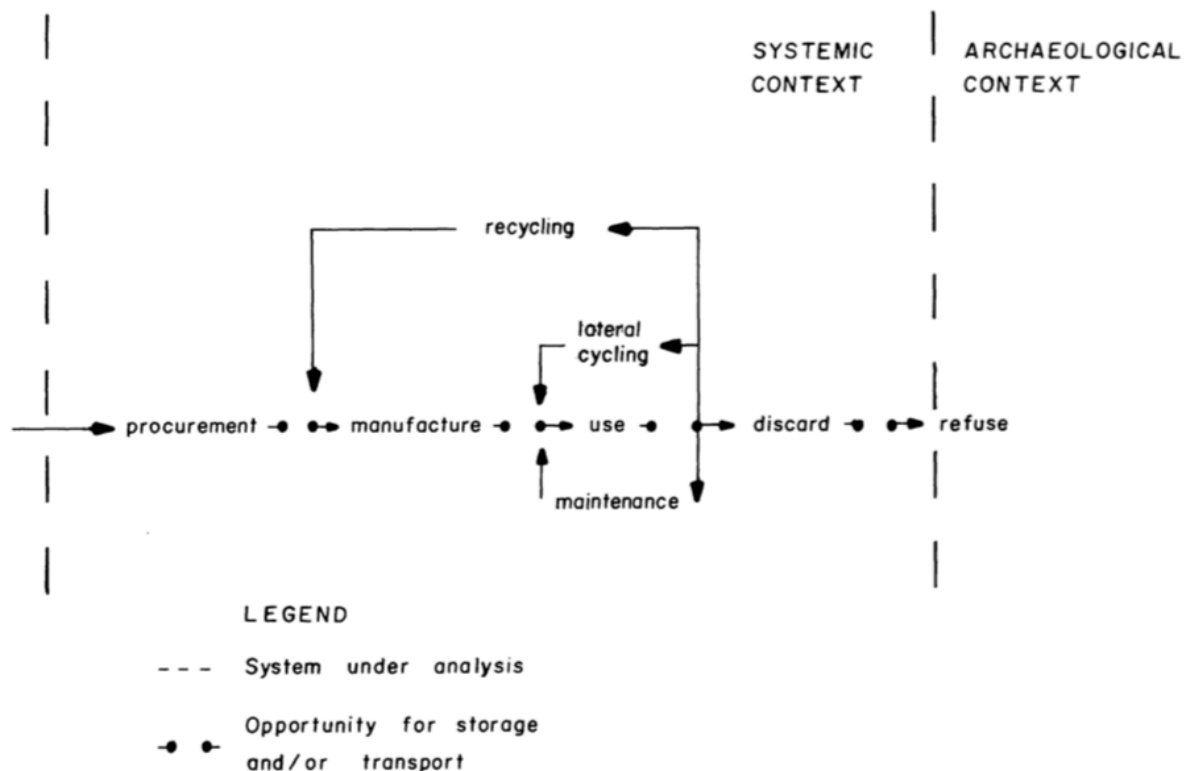 SYSTEMIC
CONTEXT
ARCHAEOLOGICAL
CONTEXT
recycling
lateral
cycling
procurement
manufacture
use
discard
refuse
maintenance
LEGEND
System under analysis
Opportunity for storage
and/or transport